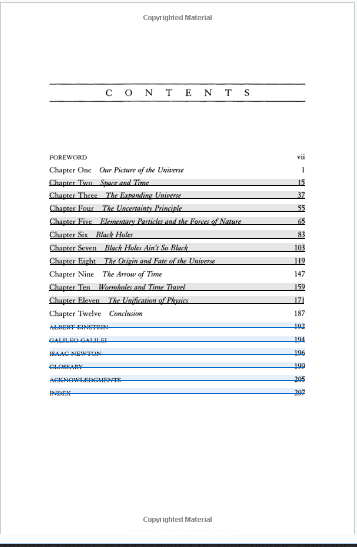 Copyrighted Material
C O N T E N T S
FOREWORD vii
Chapter One Our Picture of the Universe 1
Chapter Two Space and Time 15
Chapter Three The Expanding Universe 37
Chapter Four The Uncertainty Principle 55
Chapter Five Elementary Particles and the Forces of Nature 65
Chapter Six Black Holes 83
Chapter Seven Black Holes Ain't So Black 103
Chapter Eight The Origin and Fate of the Universe 119
Chapter Nine The Arrow of Time 147
Chapter Ten Wormholes and Time Travel 159
Chapter Eleven The Unification of Physics 171
Chapter Twelve Conclusion 187
ALBERT EINSTEIN 192
GALILEO GALILEI 194
ISAAC NEWTON 196
GLOSSARY 199
ACKNOWLEDGMENTS 205
INDEX 207
Copyrighted Material